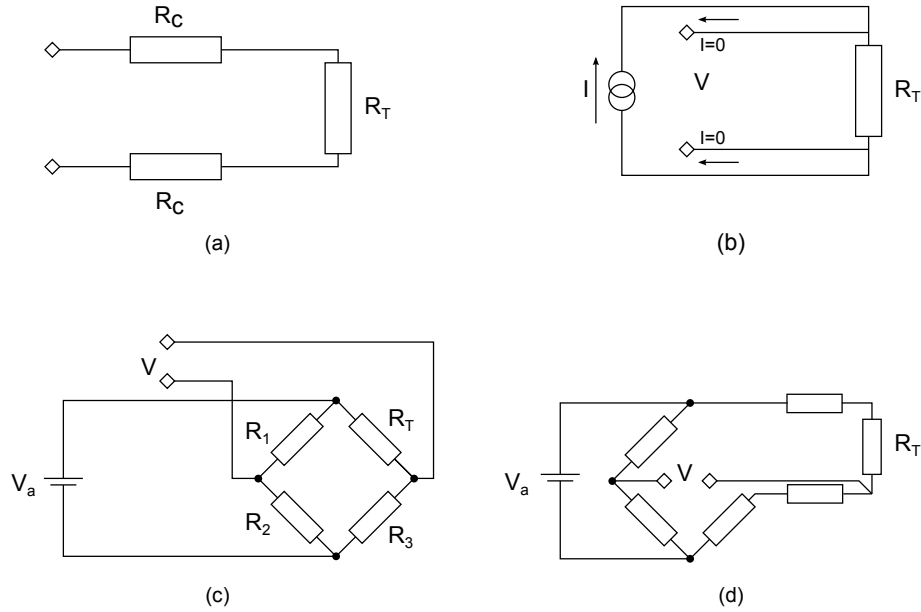 R_C
R_T
R_C
(a)
I=0
I=0
I
V
R_T
(b)
V
R_1
R_T
V_a
R_2
R_3
(c)
V
R_T
V_a
(d)